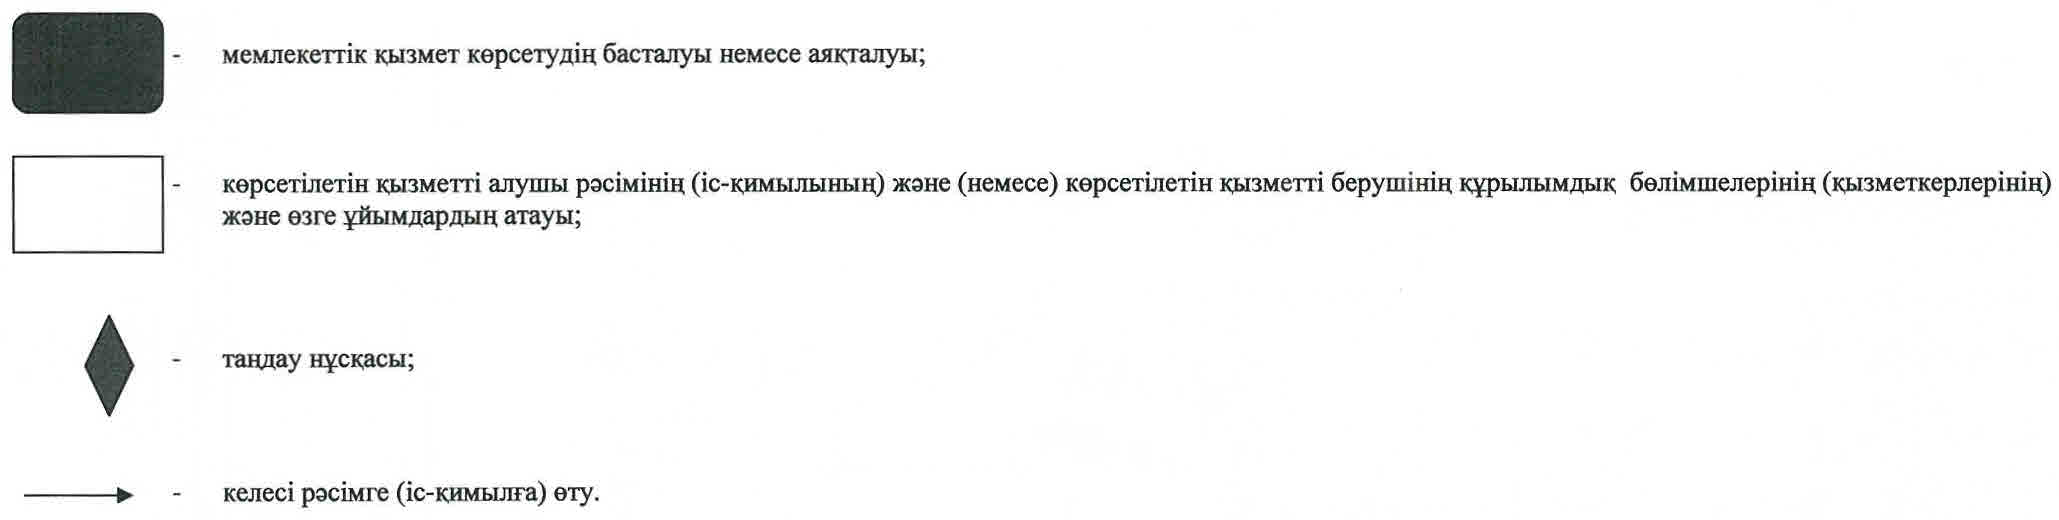 - мемлекеттік қызмет көрсетудің басталуы немесе аяқталуы;
- көрсетілетін қызметті алушы рәсімінің (іс-қимылының) және (немесе) көрсетілетін қызметті берушінің құрылымдық бөлімшелерінің (қызметкерлерінің)
және өзге ұйымдардың атауы;
- таңдау нұсқасы;
- келесі рәсімге (іс-қимылға) өту.